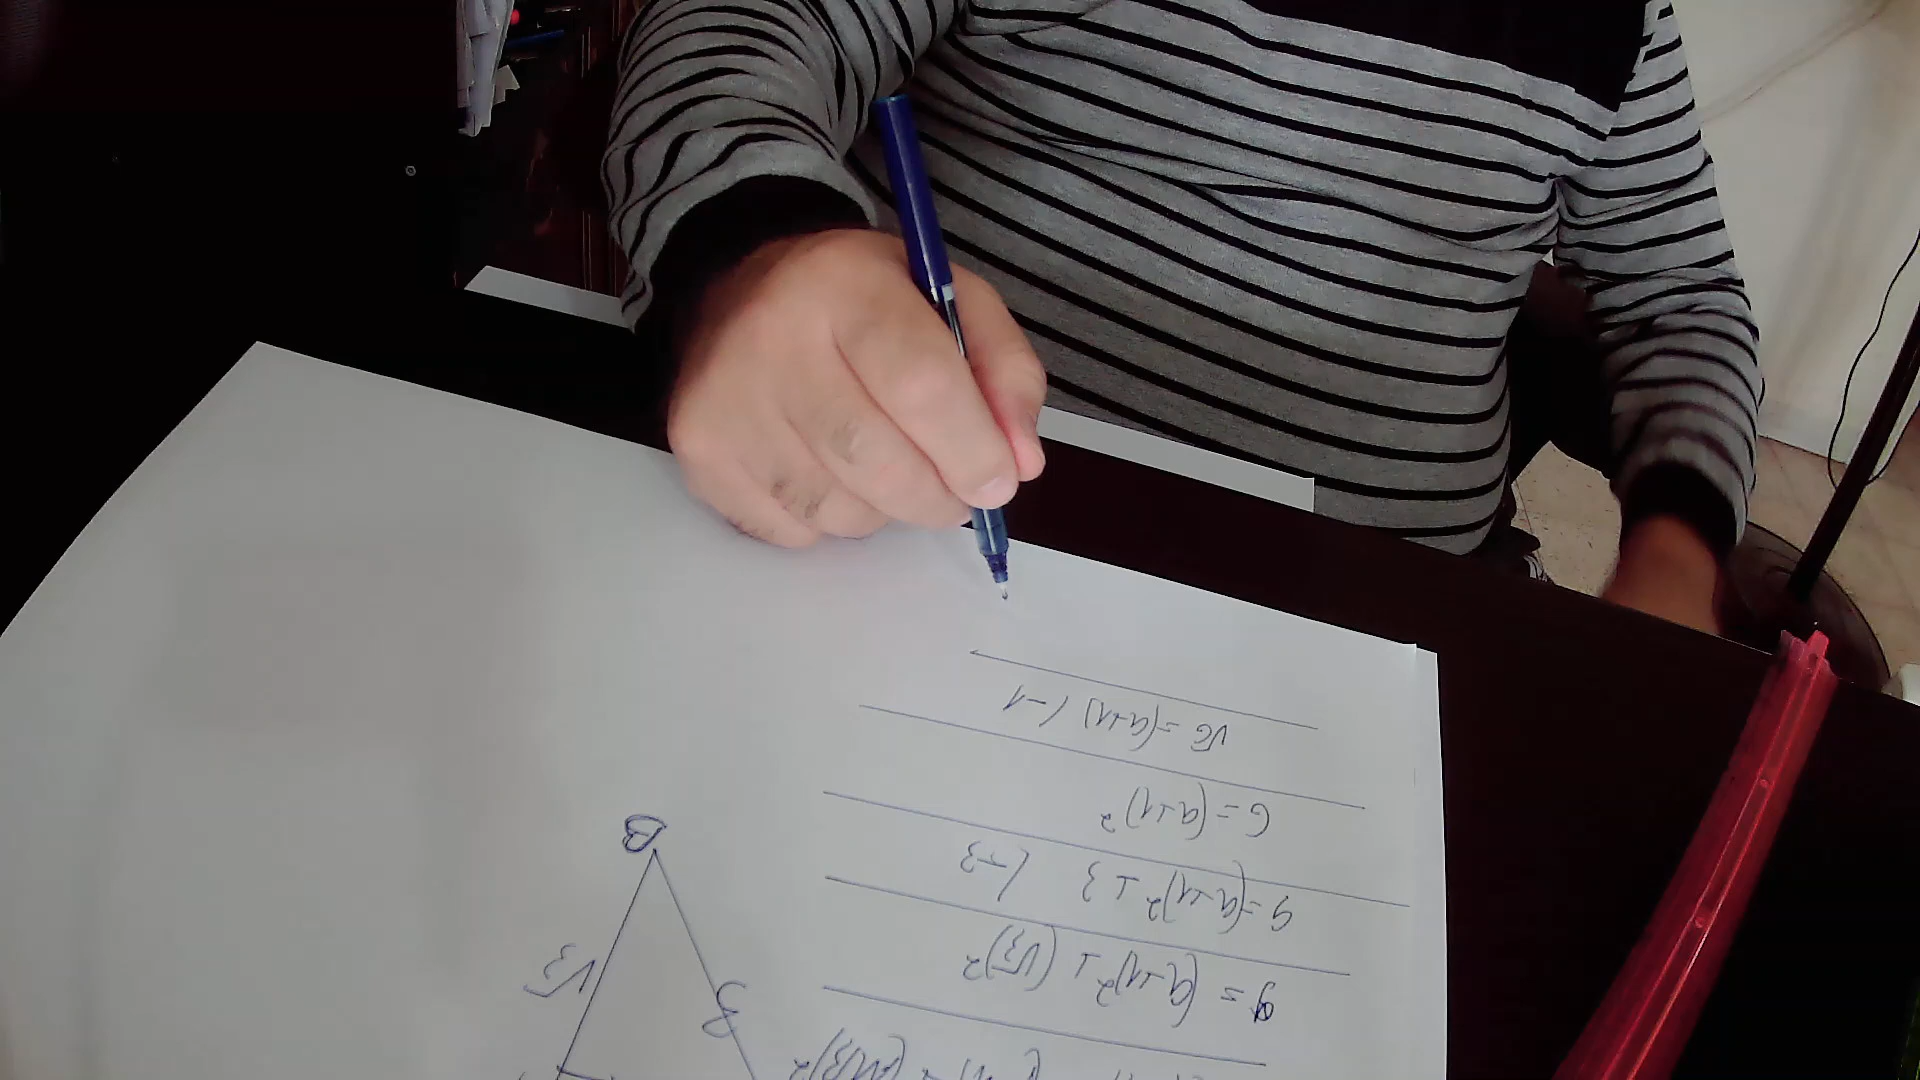 9 = (a+1)² + (√3)²
9 = (a+1)² + 3 /-3
6 = (a+1)²
√6 = (a+1) /-1
3
√3
B